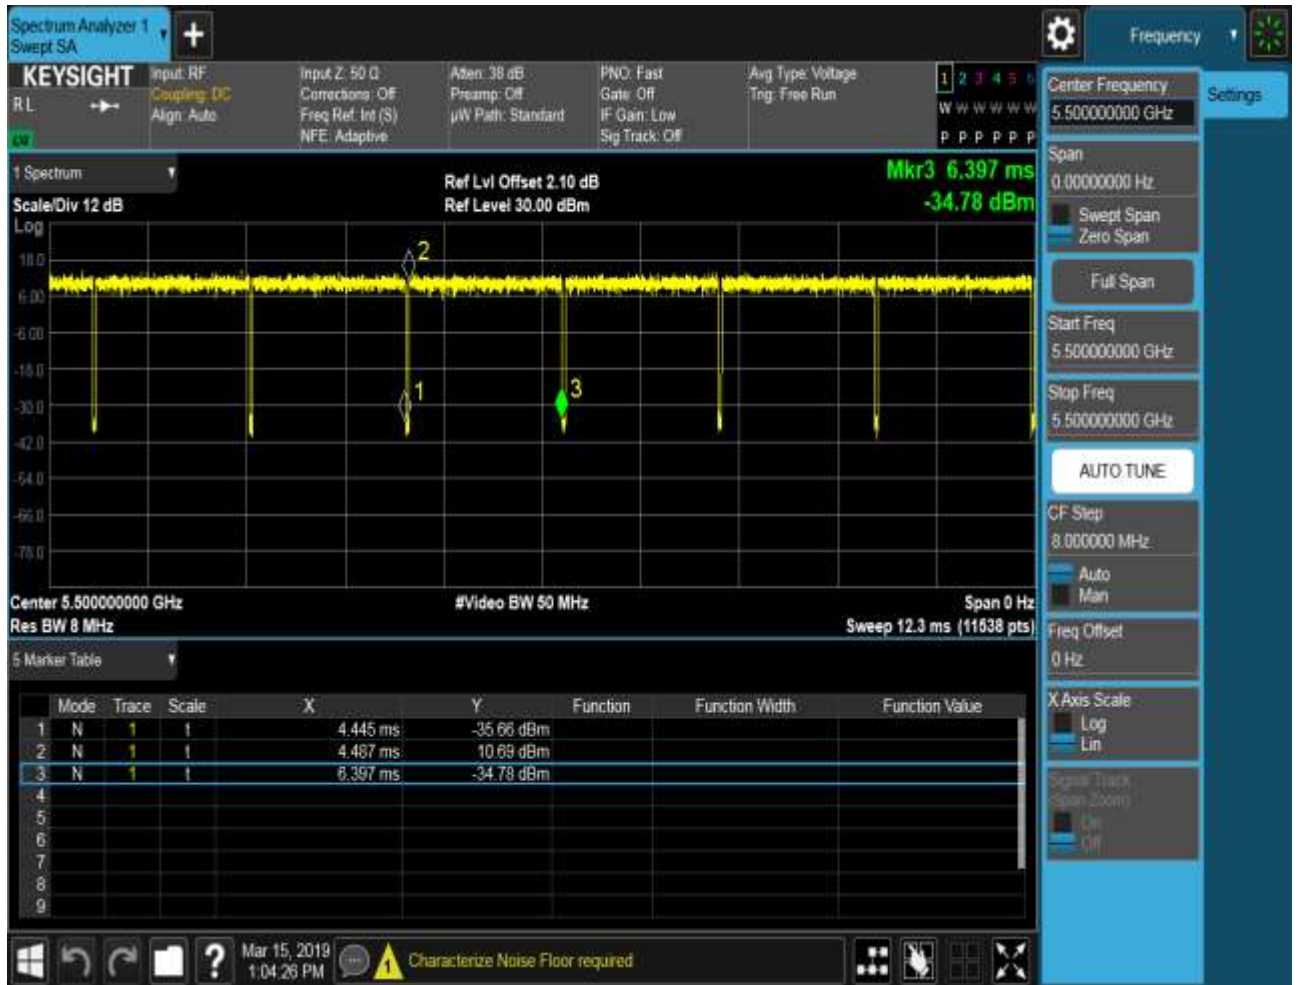 Spectrum Analyzer 1
Swept SA
Frequency
KEYSIGHT
RL
Input: RF
Coupling: DC
Align: Auto
Input Z: 50 Ω
Corrections: Off
Freq Ref: Int (S)
NFE: Adaptive
Atten: 38 dB
Preamp: Off
µW Path: Standard
PNO: Fast
Gate: Off
IF Gain: Low
Sig Track: Off
Avg Type: Voltage
Trig: Free Run
1 2 3 4 5 6
W W W W W W
P P P P P P
1 Spectrum
Scale/Div 12 dB
Log
Ref Lvl Offset 2.10 dB
Ref Level 30.00 dBm
Mkr3 6.397 ms
-34.78 dBm
18.0
6.00
-6.00
-18.0
-30.0
-42.0
-54.0
-66.0
-78.0
2
1
3
Center 5.500000000 GHz
#Video BW 50 MHz
Span 0 Hz
Res BW 8 MHz
Sweep 12.3 ms (11538 pts)
5 Marker Table
Mode Trace Scale X Y Function Function Width Function Value
1 N 1 t 4.445 ms -35.66 dBm
2 N 1 t 4.487 ms 10.69 dBm
3 N 1 t 6.397 ms -34.78 dBm
4
5
6
7
8
9
Mar 15, 2019
1:04:26 PM
Characterize Noise Floor required
Center Frequency
5.500000000 GHz
Settings
Span
0.00000000 Hz
Swept Span
Zero Span
Full Span
Start Freq
5.500000000 GHz
Stop Freq
5.500000000 GHz
AUTO TUNE
CF Step
8.000000 MHz
Auto
Man
Freq Offset
0 Hz
X Axis Scale
Log
Lin
Signal Track
(Span Zoom)
On
Off